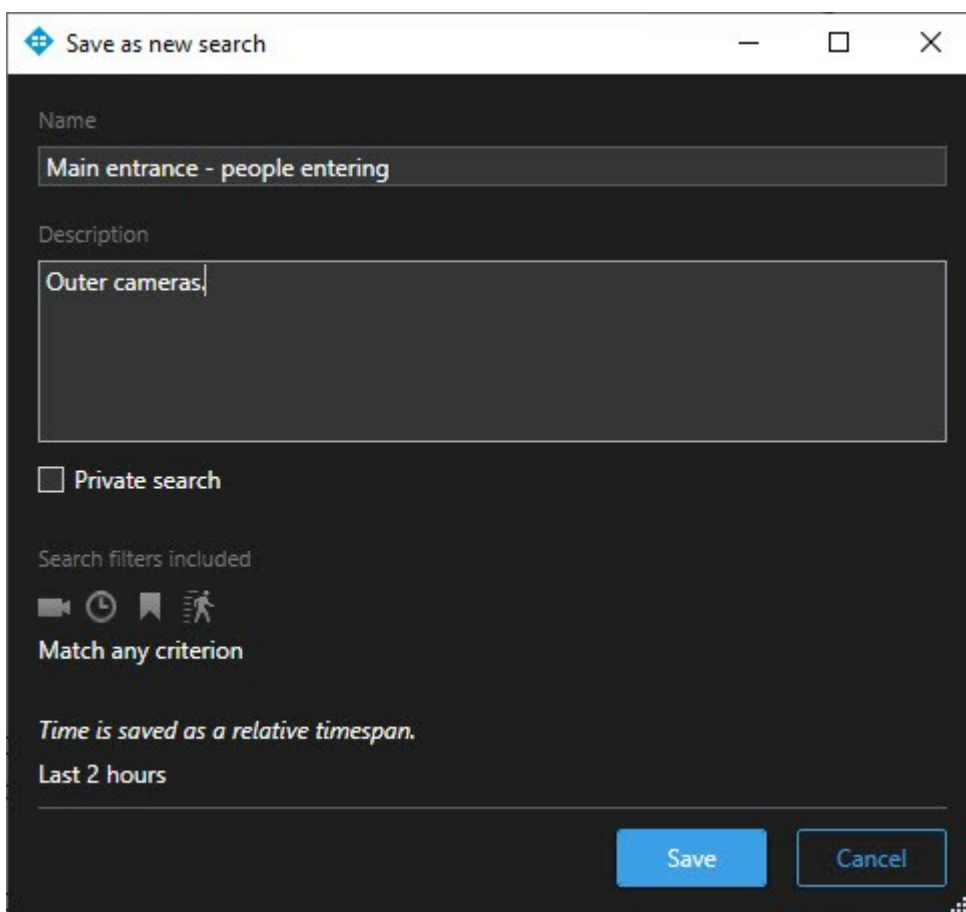 Save as new search
Name
Main entrance - people entering
Description
Outer cameras.
Private search
Search filters included
Match any criterion
Time is saved as a relative timespan.
Last 2 hours
Save
Cancel